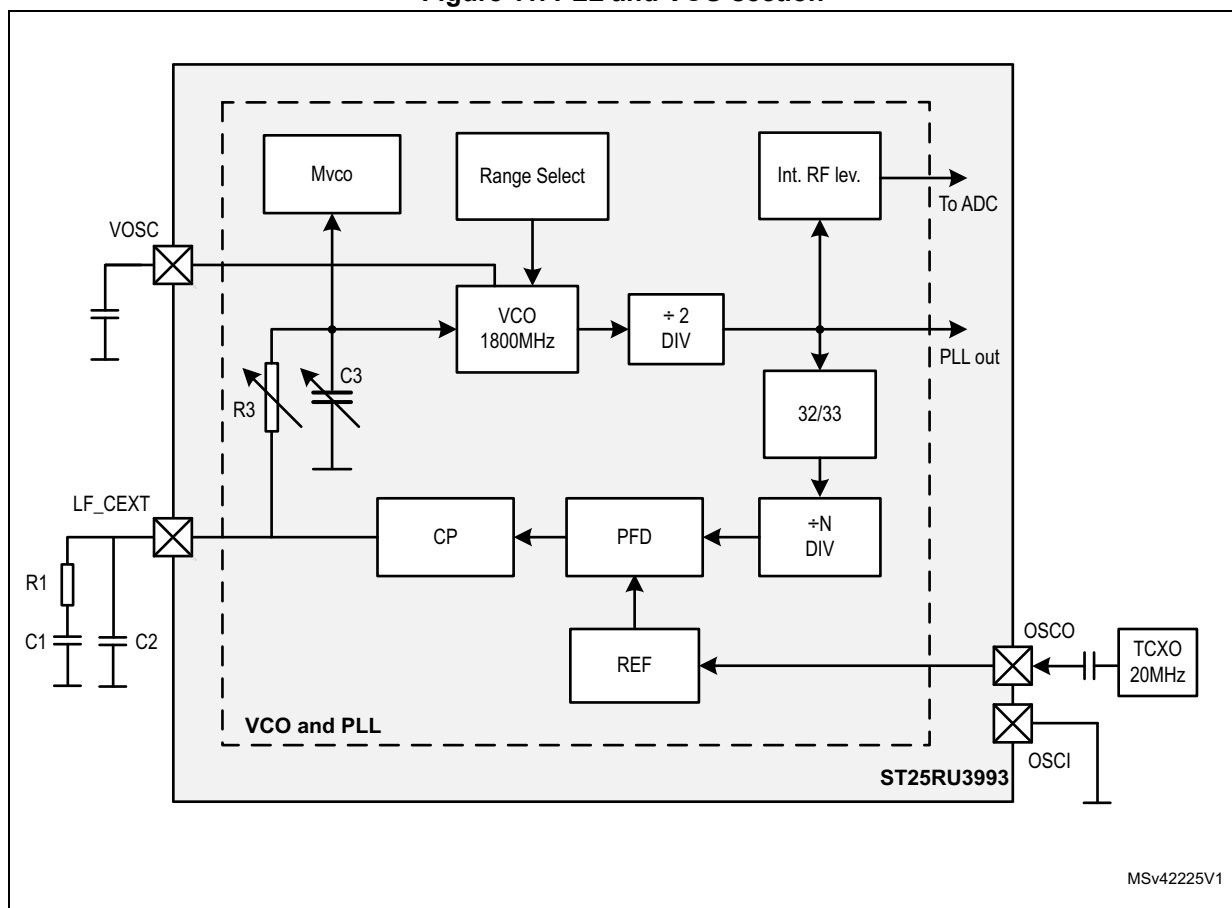 PLL and VCO section
Mvco
Range Select
Int. RF lev.
To ADC
VOSC
VCO
1800MHz
÷ 2
DIV
PLL out
R3
C3
32/33
LF_CEXT
CP
PFD
÷N
DIV
R1
C1
C2
REF
OSCO
TCXO
20MHz
VCO and PLL
OSCI
ST25RU3993
MSv42225V1